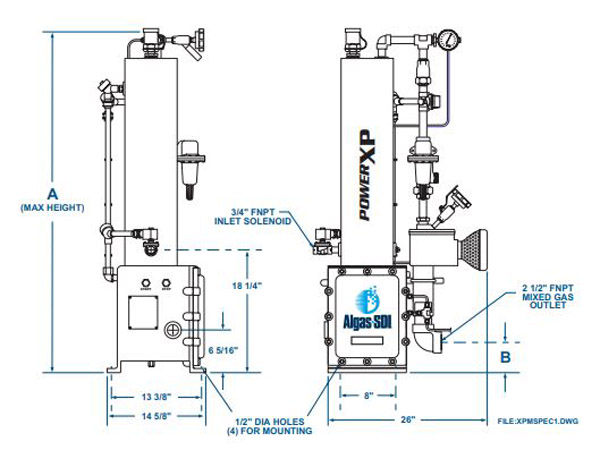 A
(MAX HEIGHT)
3/4" FNPT
INLET SOLENOID
POWERXP
18 1/4"
2 1/2" FNPT
MIXED GAS
OUTLET
Algas SDI
6 5/16"
B
13 3/8"
14 5/8"
1/2" DIA HOLES
(4) FOR MOUNTING
8"
26"
FILE:XPMSPEC1.DWG